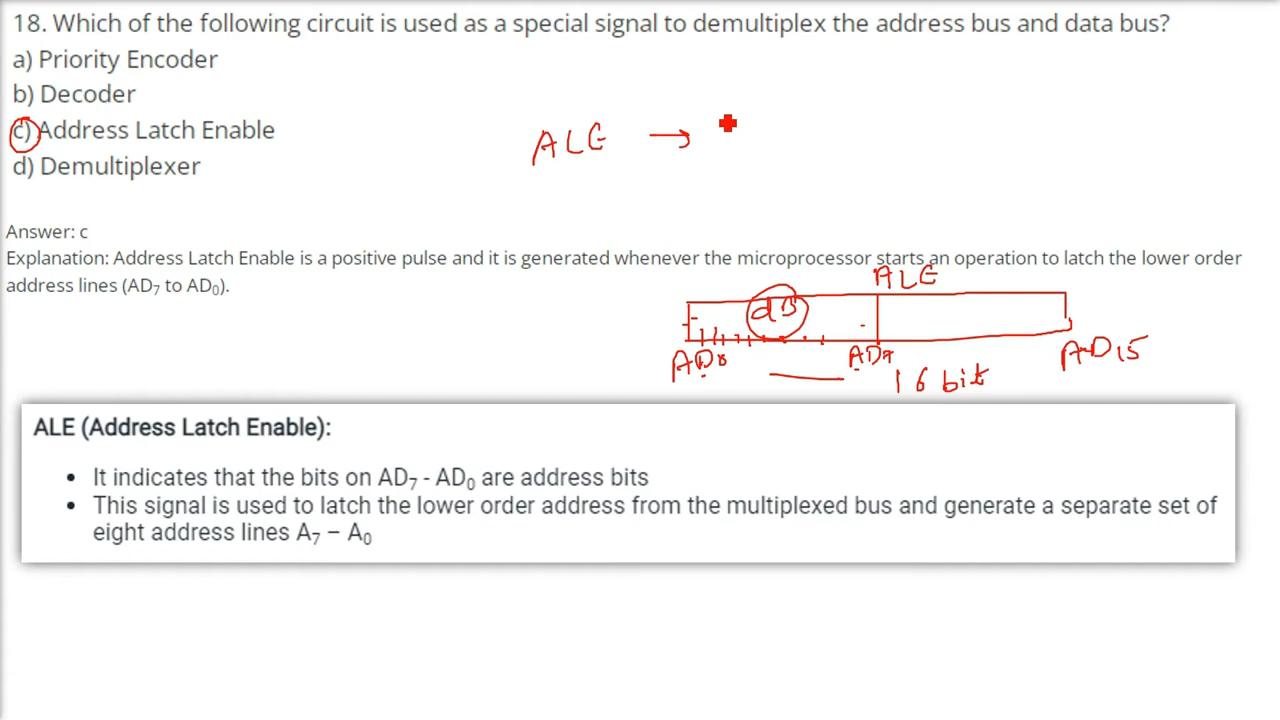 18. Which of the following circuit is used as a special signal to demultiplex the address bus and data bus?
a) Priority Encoder
b) Decoder
c) Address Latch Enable
d) Demultiplexer
ALE →
Answer: c
Explanation: Address Latch Enable is a positive pulse and it is generated whenever the microprocessor starts an operation to latch the lower order
address lines (AD₇ to AD₀).
ALE
dB
AD0 AD7 AD15
16 bit
ALE (Address Latch Enable):
• It indicates that the bits on AD₇ - AD₀ are address bits
• This signal is used to latch the lower order address from the multiplexed bus and generate a separate set of
eight address lines A₇ – A₀